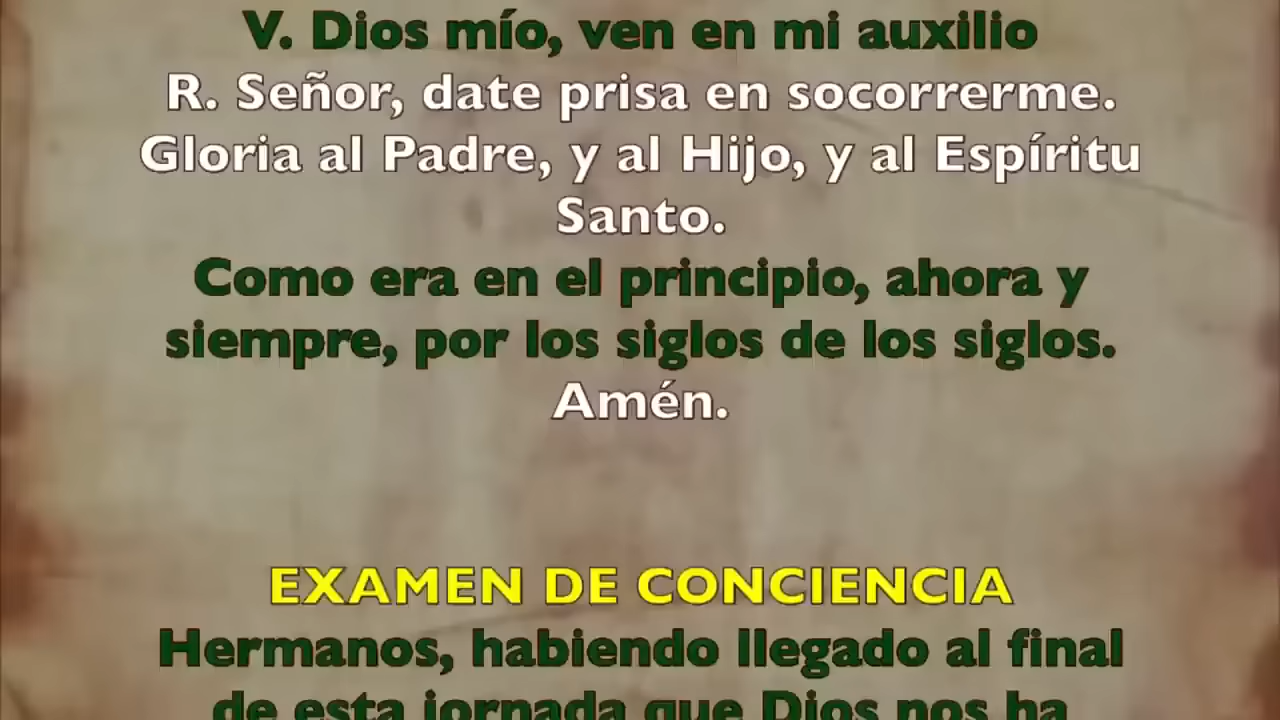 V. Dios mío, ven en mi auxilio
R. Señor, date prisa en socorrerme.
Gloria al Padre, y al Hijo, y al Espíritu
Santo.
Como era en el principio, ahora y
siempre, por los siglos de los siglos.
Amén.
EXAMEN DE CONCIENCIA
Hermanos, habiendo llegado al final
de esta jornada que Dios nos ha